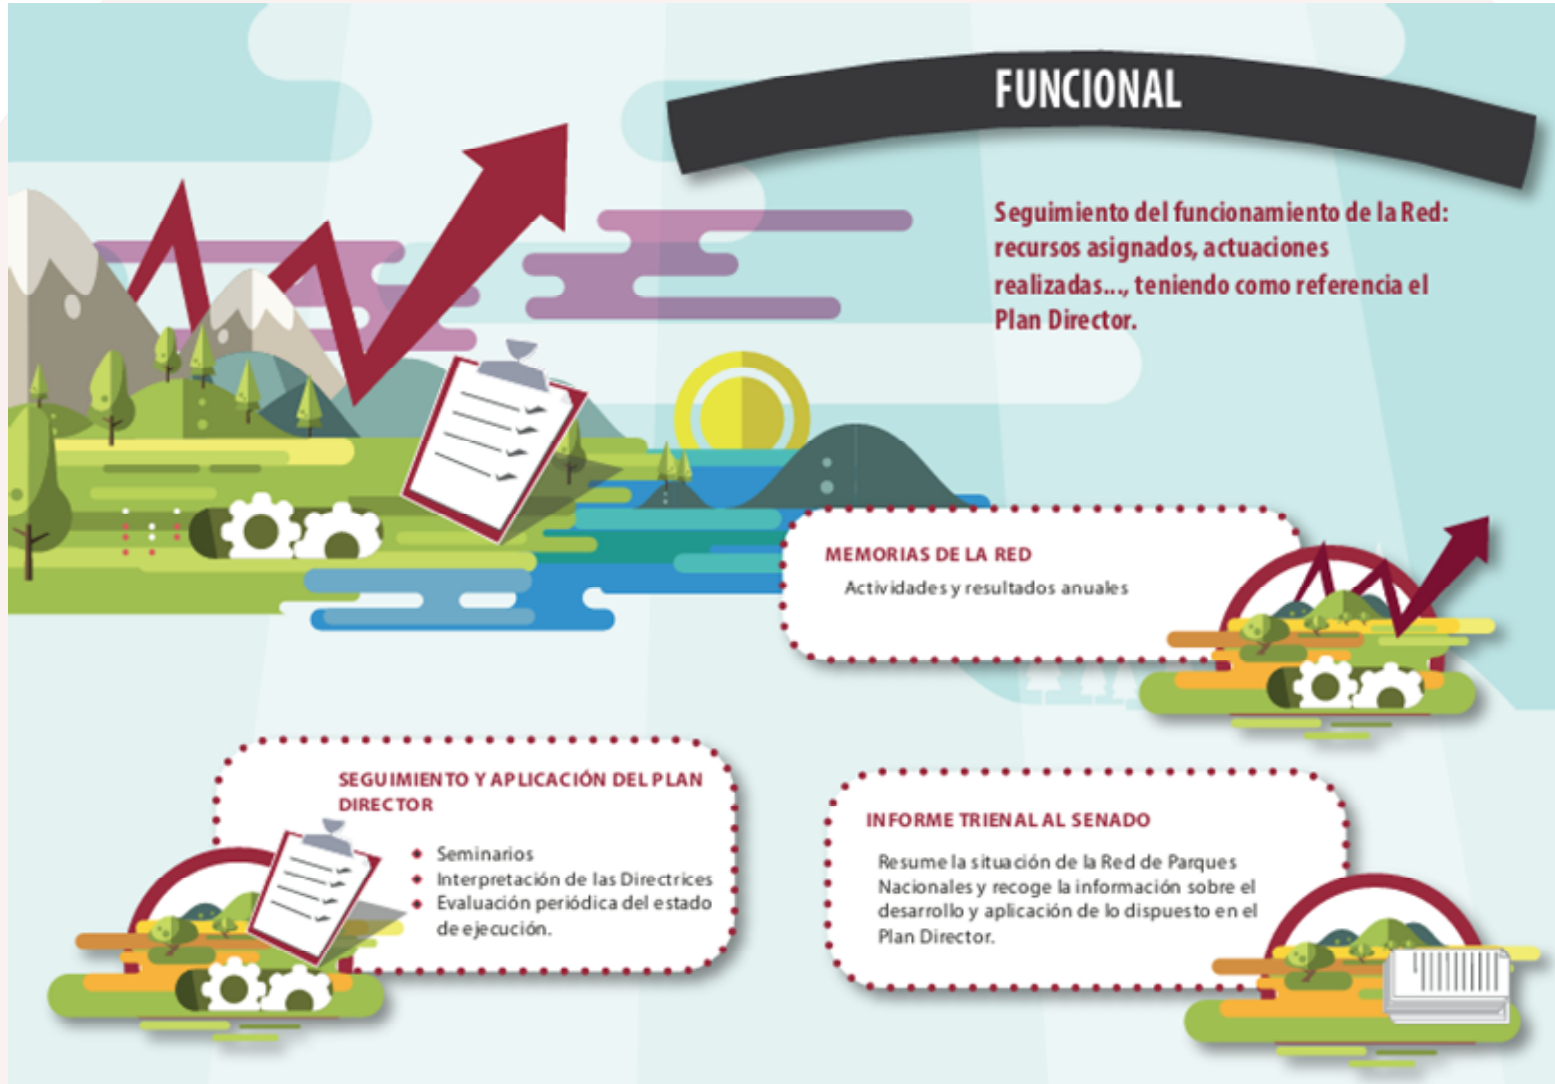 FUNCIONAL
Seguimiento del funcionamiento de la Red:
recursos asignados, actuaciones
realizadas..., teniendo como referencia el
Plan Director.
MEMORIAS DE LA RED
Actividades y resultados anuales
SEGUIMIENTO Y APLICACIÓN DEL PLAN
DIRECTOR
Seminarios
Interpretación de las Directrices
Evaluación periódica del estado
de ejecución.
INFORME TRIENAL AL SENADO
Resume la situación de la Red de Parques
Nacionales y recoge la información sobre el
desarrollo y aplicación de lo dispuesto en el
Plan Director.